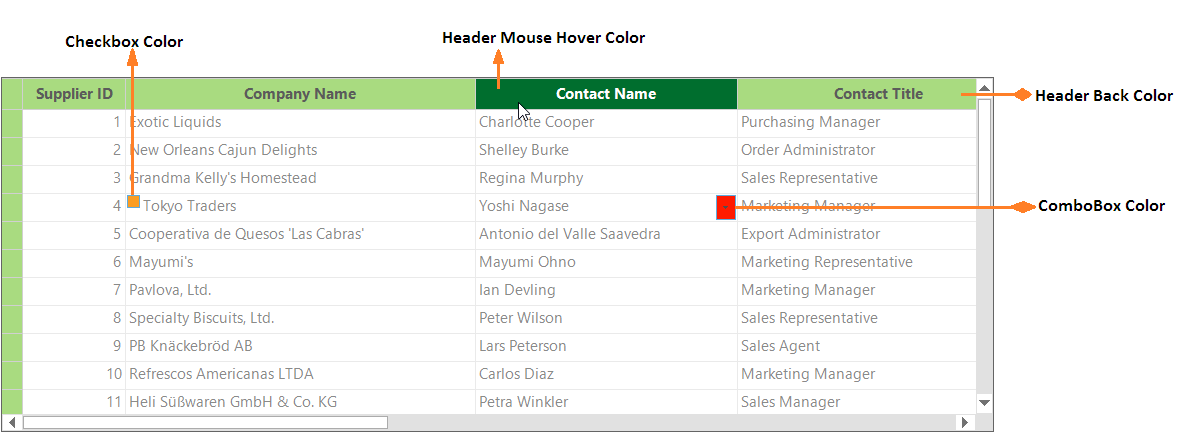 Checkbox Color
Header Mouse Hover Color
Supplier ID Company Name Contact Name Contact Title
Header Back Color
1 Exotic Liquids Charlotte Cooper Purchasing Manager
2 New Orleans Cajun Delights Shelley Burke Order Administrator
3 Grandma Kelly's Homestead Regina Murphy Sales Representative
4 Tokyo Traders Yoshi Nagase Marketing Manager
ComboBox Color
5 Cooperativa de Quesos 'Las Cabras' Antonio del Valle Saavedra Export Administrator
6 Mayumi's Mayumi Ohno Marketing Representative
7 Pavlova, Ltd. Ian Devling Marketing Manager
8 Specialty Biscuits, Ltd. Peter Wilson Sales Representative
9 PB Knäckebröd AB Lars Peterson Sales Agent
10 Refrescos Americanas LTDA Carlos Diaz Marketing Manager
11 Heli Süßwaren GmbH & Co. KG Petra Winkler Sales Manager